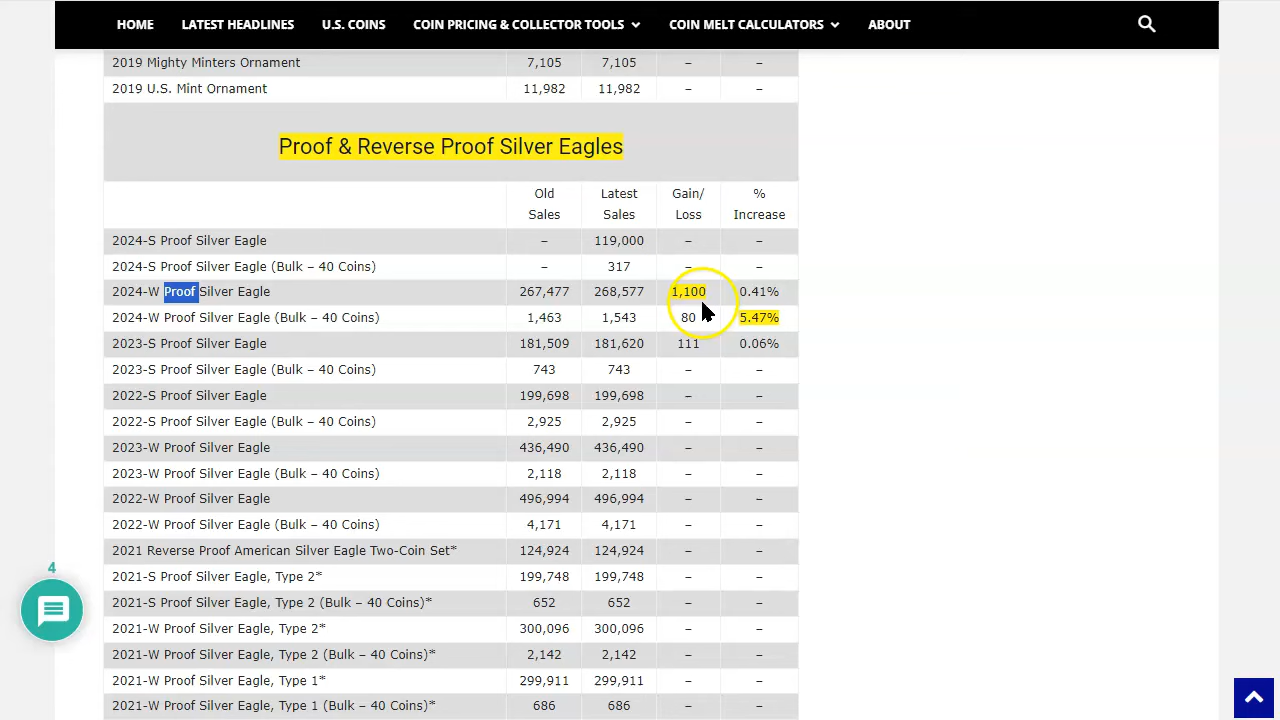 HOME LATEST HEADLINES U.S. COINS COIN PRICING & COLLECTOR TOOLS COIN MELT CALCULATORS ABOUT
2019 Mighty Minters Ornament 7,105 7,105 – –
2019 U.S. Mint Ornament 11,982 11,982 – –
Proof & Reverse Proof Silver Eagles
Old Latest Gain/ %
Sales Sales Loss Increase
2024-S Proof Silver Eagle – 119,000 – –
2024-S Proof Silver Eagle (Bulk – 40 Coins) – 317 – –
2024-W Proof Silver Eagle 267,477 268,577 1,100 0.41%
2024-W Proof Silver Eagle (Bulk – 40 Coins) 1,463 1,543 80 5.47%
2023-S Proof Silver Eagle 181,509 181,620 111 0.06%
2023-S Proof Silver Eagle (Bulk – 40 Coins) 743 743 – –
2022-S Proof Silver Eagle 199,698 199,698 – –
2022-S Proof Silver Eagle (Bulk – 40 Coins) 2,925 2,925 – –
2023-W Proof Silver Eagle 436,490 436,490 – –
2023-W Proof Silver Eagle (Bulk – 40 Coins) 2,118 2,118 – –
2022-W Proof Silver Eagle 496,994 496,994 – –
2022-W Proof Silver Eagle (Bulk – 40 Coins) 4,171 4,171 – –
2021 Reverse Proof American Silver Eagle Two-Coin Set* 124,924 124,924 – –
2021-S Proof Silver Eagle, Type 2* 199,748 199,748 – –
2021-S Proof Silver Eagle, Type 2 (Bulk – 40 Coins)* 652 652 – –
2021-W Proof Silver Eagle, Type 2* 300,096 300,096 – –
2021-W Proof Silver Eagle, Type 2 (Bulk – 40 Coins)* 2,142 2,142 – –
2021-W Proof Silver Eagle, Type 1* 299,911 299,911 – –
2021-W Proof Silver Eagle, Type 1 (Bulk – 40 Coins)* 686 686 – –
4